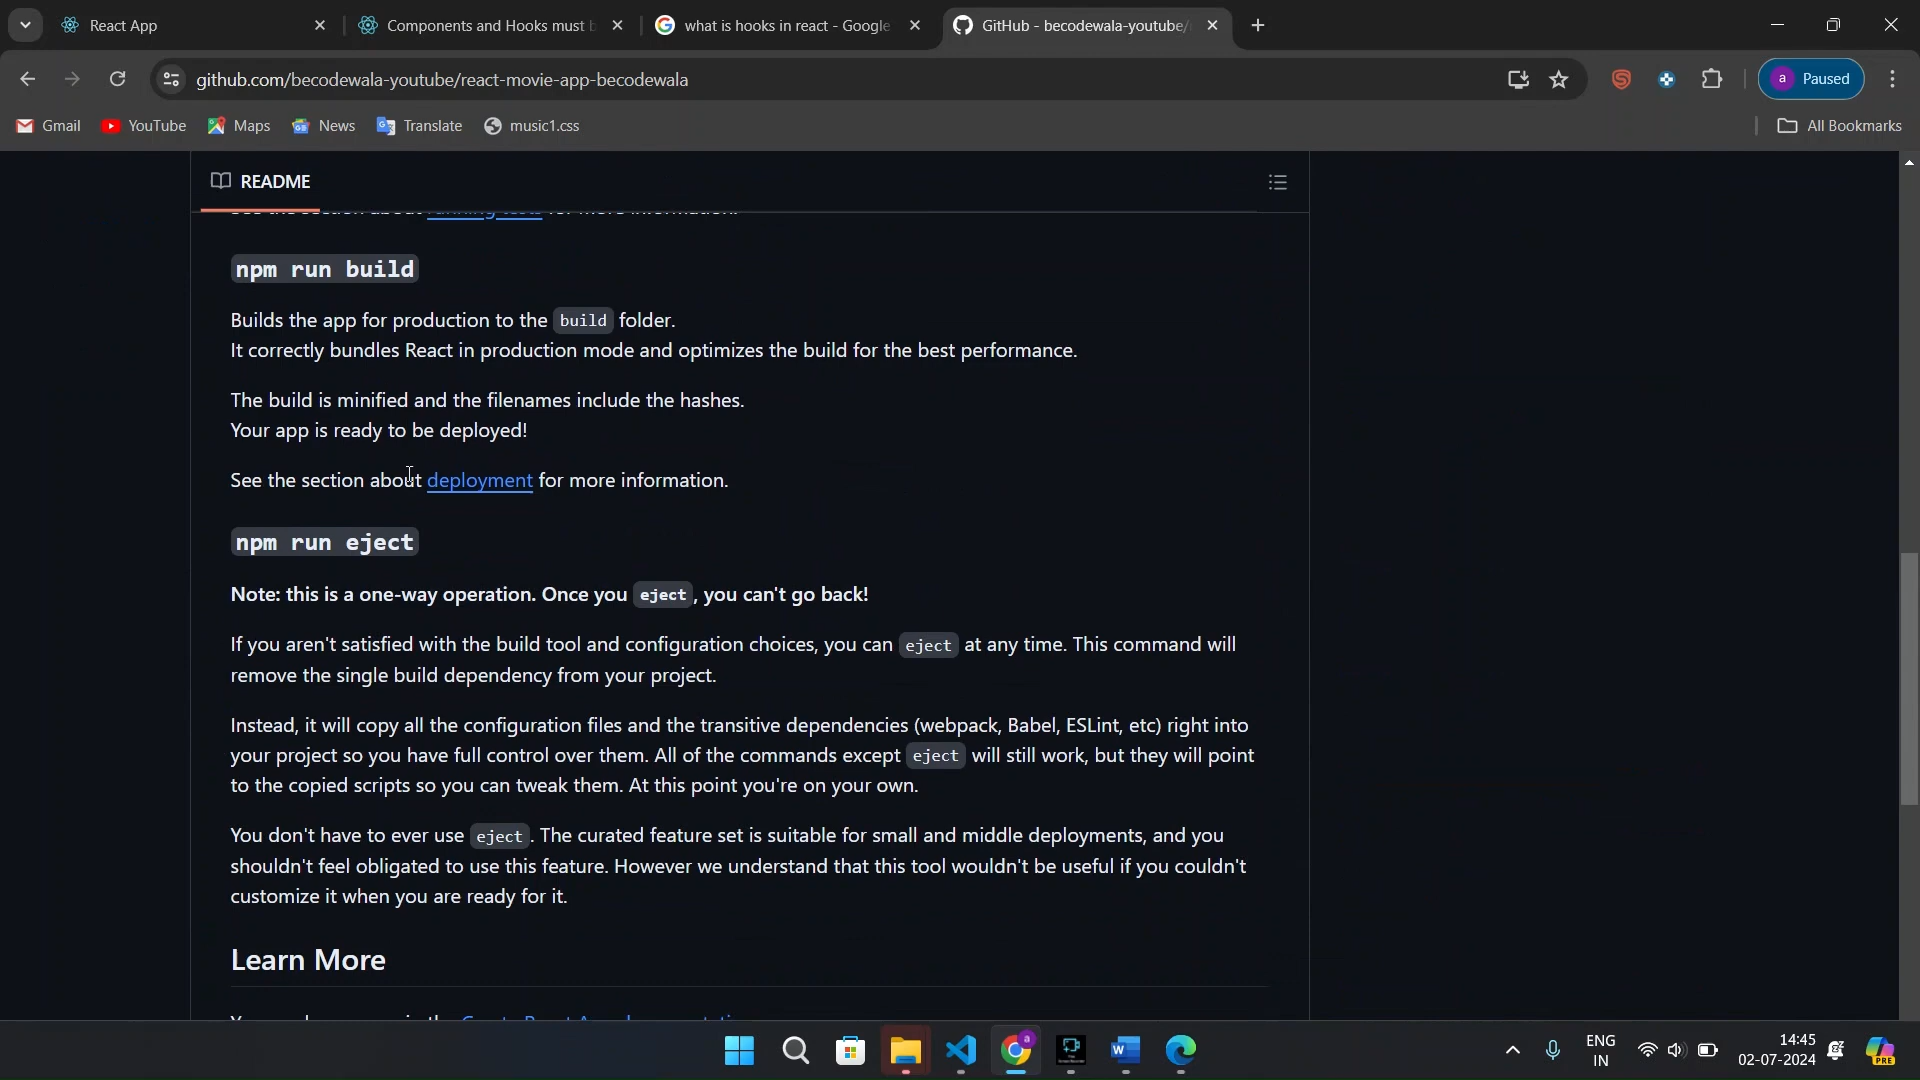 React App
Components and Hooks must b
what is hooks in react - Google
GitHub - becodewala-youtube/
github.com/becodewala-youtube/react-movie-app-becodewala
a Paused
Gmail
YouTube
Maps
News
Translate
music1.css
All Bookmarks
README
See the section about running tests for more information.
npm run build
Builds the app for production to the build folder.
It correctly bundles React in production mode and optimizes the build for the best performance.
The build is minified and the filenames include the hashes.
Your app is ready to be deployed!
See the section about deployment for more information.
npm run eject
Note: this is a one-way operation. Once you eject, you can't go back!
If you aren't satisfied with the build tool and configuration choices, you can eject at any time. This command will
remove the single build dependency from your project.
Instead, it will copy all the configuration files and the transitive dependencies (webpack, Babel, ESLint, etc) right into
your project so you have full control over them. All of the commands except eject will still work, but they will point
to the copied scripts so you can tweak them. At this point you're on your own.
You don't have to ever use eject. The curated feature set is suitable for small and middle deployments, and you
shouldn't feel obligated to use this feature. However we understand that this tool wouldn't be useful if you couldn't
customize it when you are ready for it.
Learn More
ENG
IN
14:45
02-07-2024
PRE